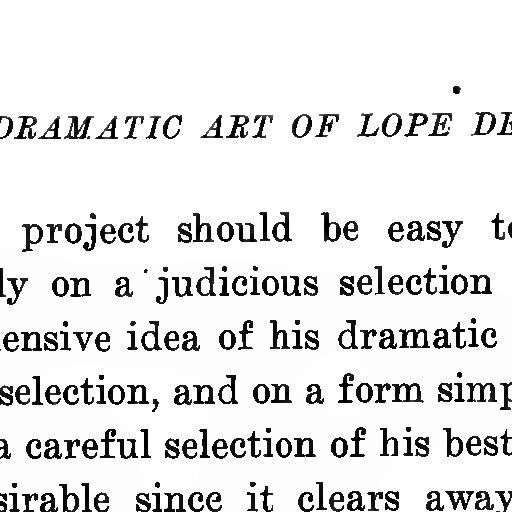 DRAMATIC ART OF LOPE DE
project should be easy to
ly on a judicious selection
ensive idea of his dramatic
selection, and on a form simp
a careful selection of his best
sirable since it clears away